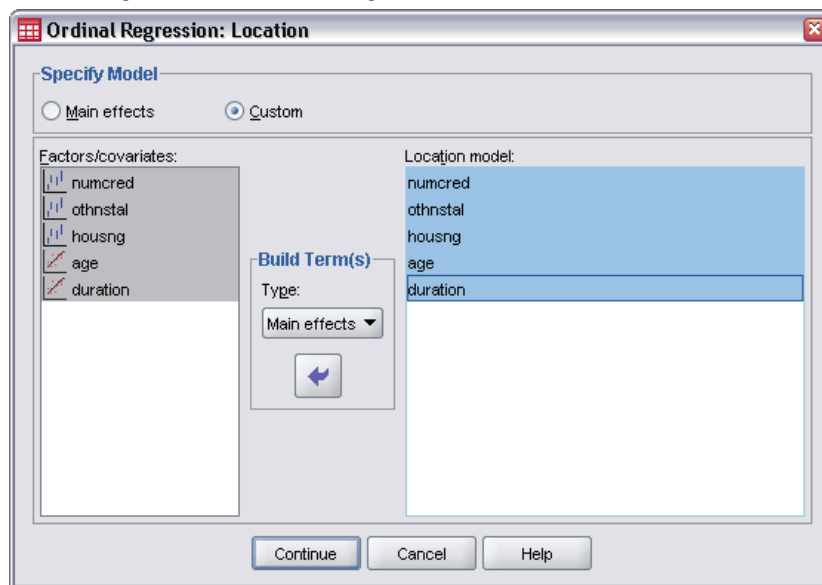 Ordinal Regression: Location
Specify Model
Main effects
Custom
Factors/covariates:
numcred
othnstal
housng
age
duration
Build Term(s)
Type:
Main effects
Location model:
numcred
othnstal
housng
age
duration
Continue
Cancel
Help